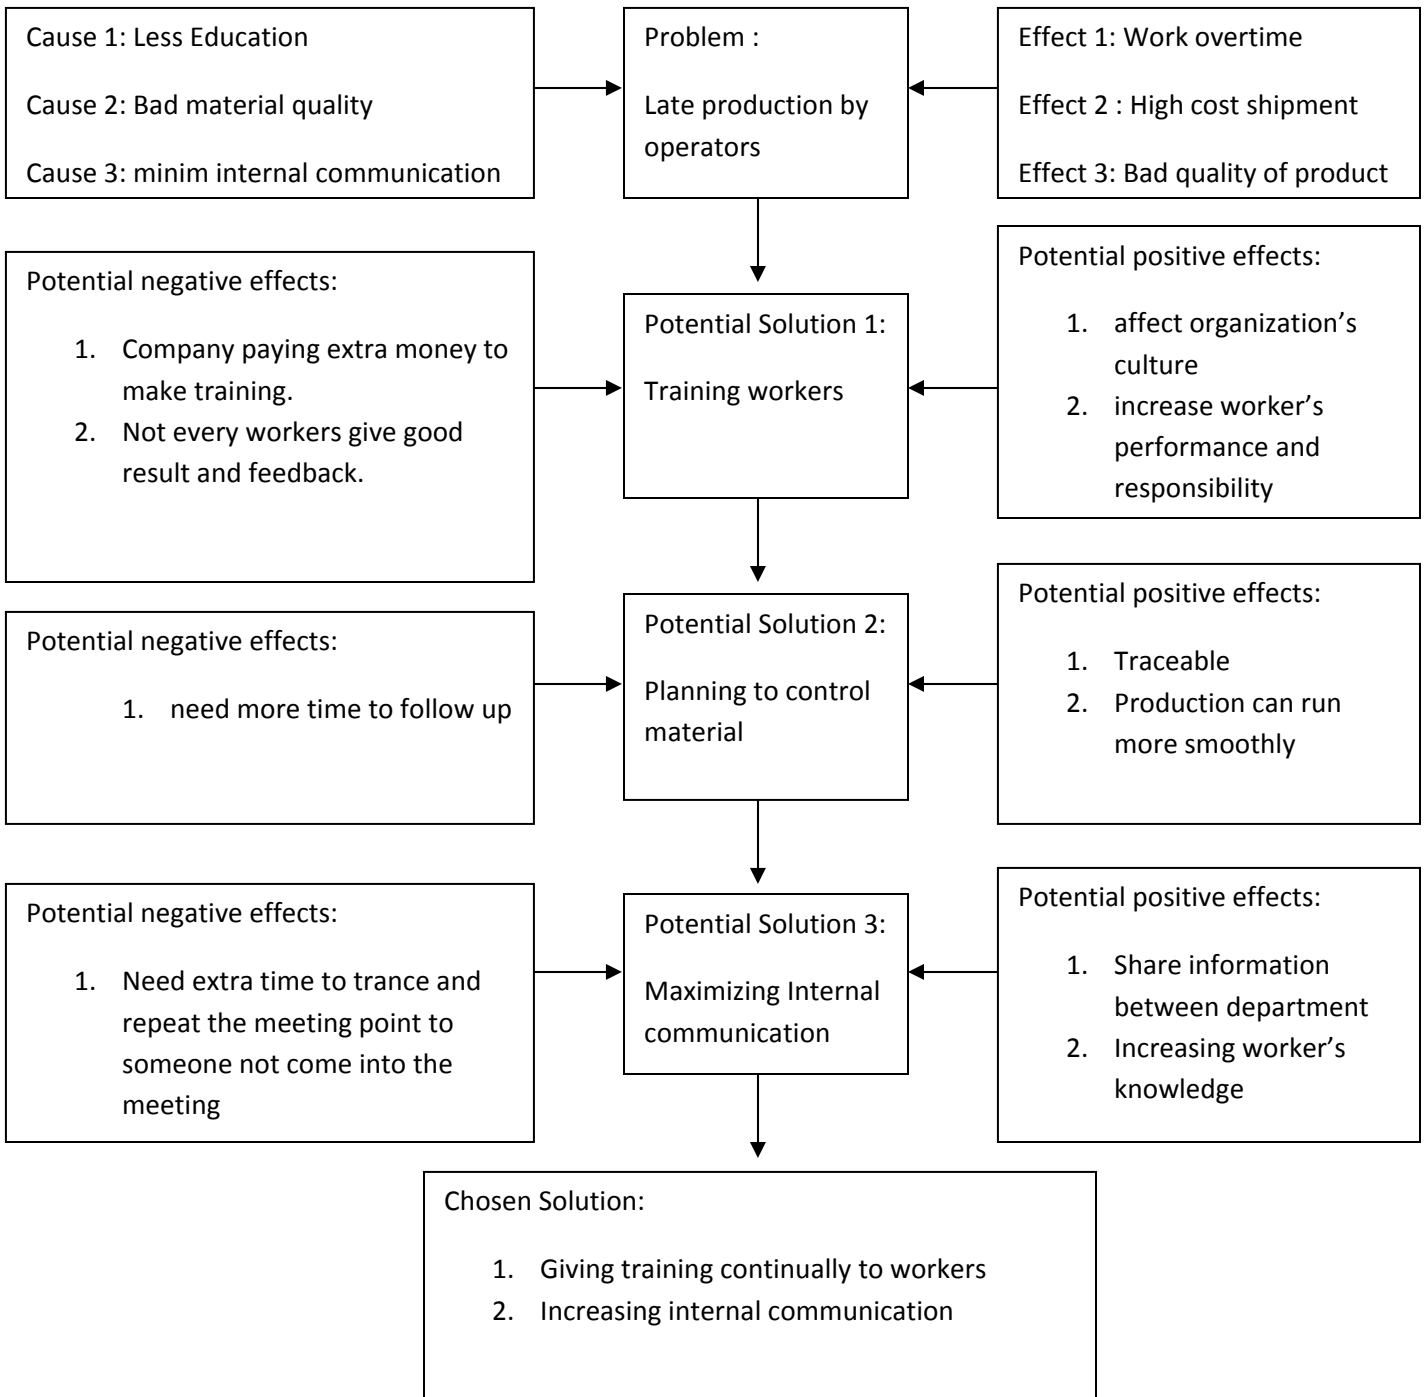 Cause 1: Less Education
Cause 2: Bad material quality
Cause 3: minim internal communication
Problem :
Late production by
operators
Effect 1: Work overtime
Effect 2 : High cost shipment
Effect 3: Bad quality of product
Potential negative effects:
1. Company paying extra money to
make training.
2. Not every workers give good
result and feedback.
Potential Solution 1:
Training workers
Potential positive effects:
1. affect organization’s
culture
2. increase worker’s
performance and
responsibility
Potential negative effects:
1. need more time to follow up
Potential Solution 2:
Planning to control
material
Potential positive effects:
1. Traceable
2. Production can run
more smoothly
Potential negative effects:
1. Need extra time to trance and
repeat the meeting point to
someone not come into the
meeting
Potential Solution 3:
Maximizing Internal
communication
Potential positive effects:
1. Share information
between department
2. Increasing worker’s
knowledge
Chosen Solution:
1. Giving training continually to workers
2. Increasing internal communication